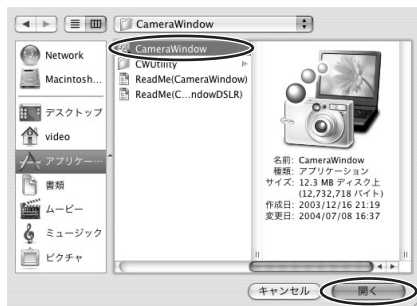 CameraWindow
Network
Macintosh...
デスクトップ
video
アプリケー...
書類
ムービー
ミュージック
ピクチャ
CameraWindow
CWUtility
ReadMe(CameraWindow)
ReadMe(C...ndowDSLR)
名前: CameraWindow
種類: アプリケーション
サイズ: 12.3 MB ディスク上
(12,732,718 バイト)
作成日: 2003/12/16 21:19
変更日: 2004/07/08 16:37
キャンセル
開く